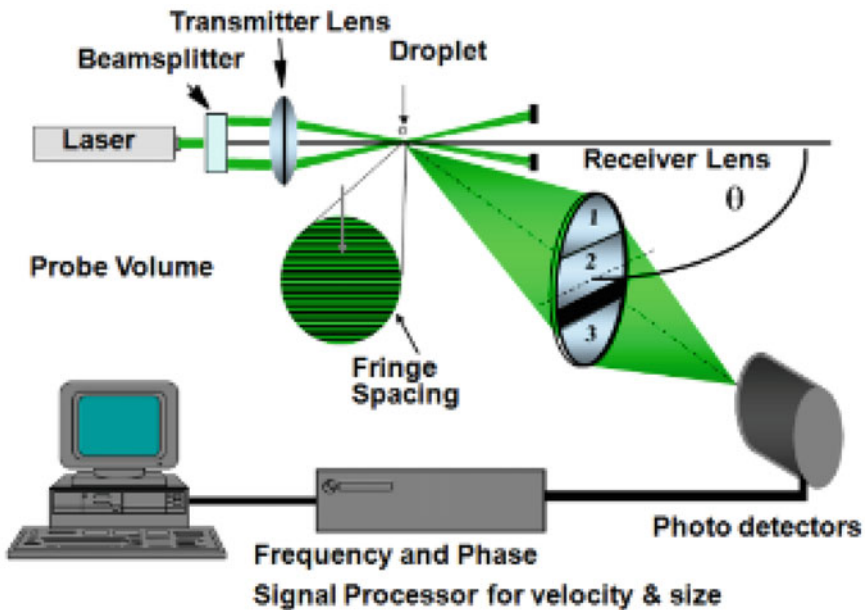 Transmitter Lens
Beamsplitter
Droplet
Laser
Receiver Lens
θ
1
2
3
Probe Volume
Fringe
Spacing
Photo detectors
Frequency and Phase
Signal Processor for velocity & size